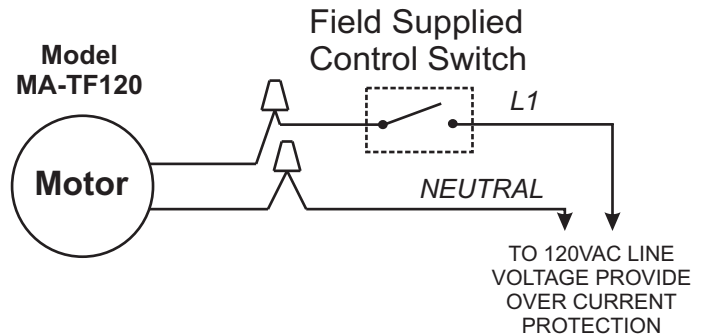 Field Supplied
Control Switch
Model
MA-TF120
L1
Motor
NEUTRAL
TO 120VAC LINE
VOLTAGE PROVIDE
OVER CURRENT
PROTECTION